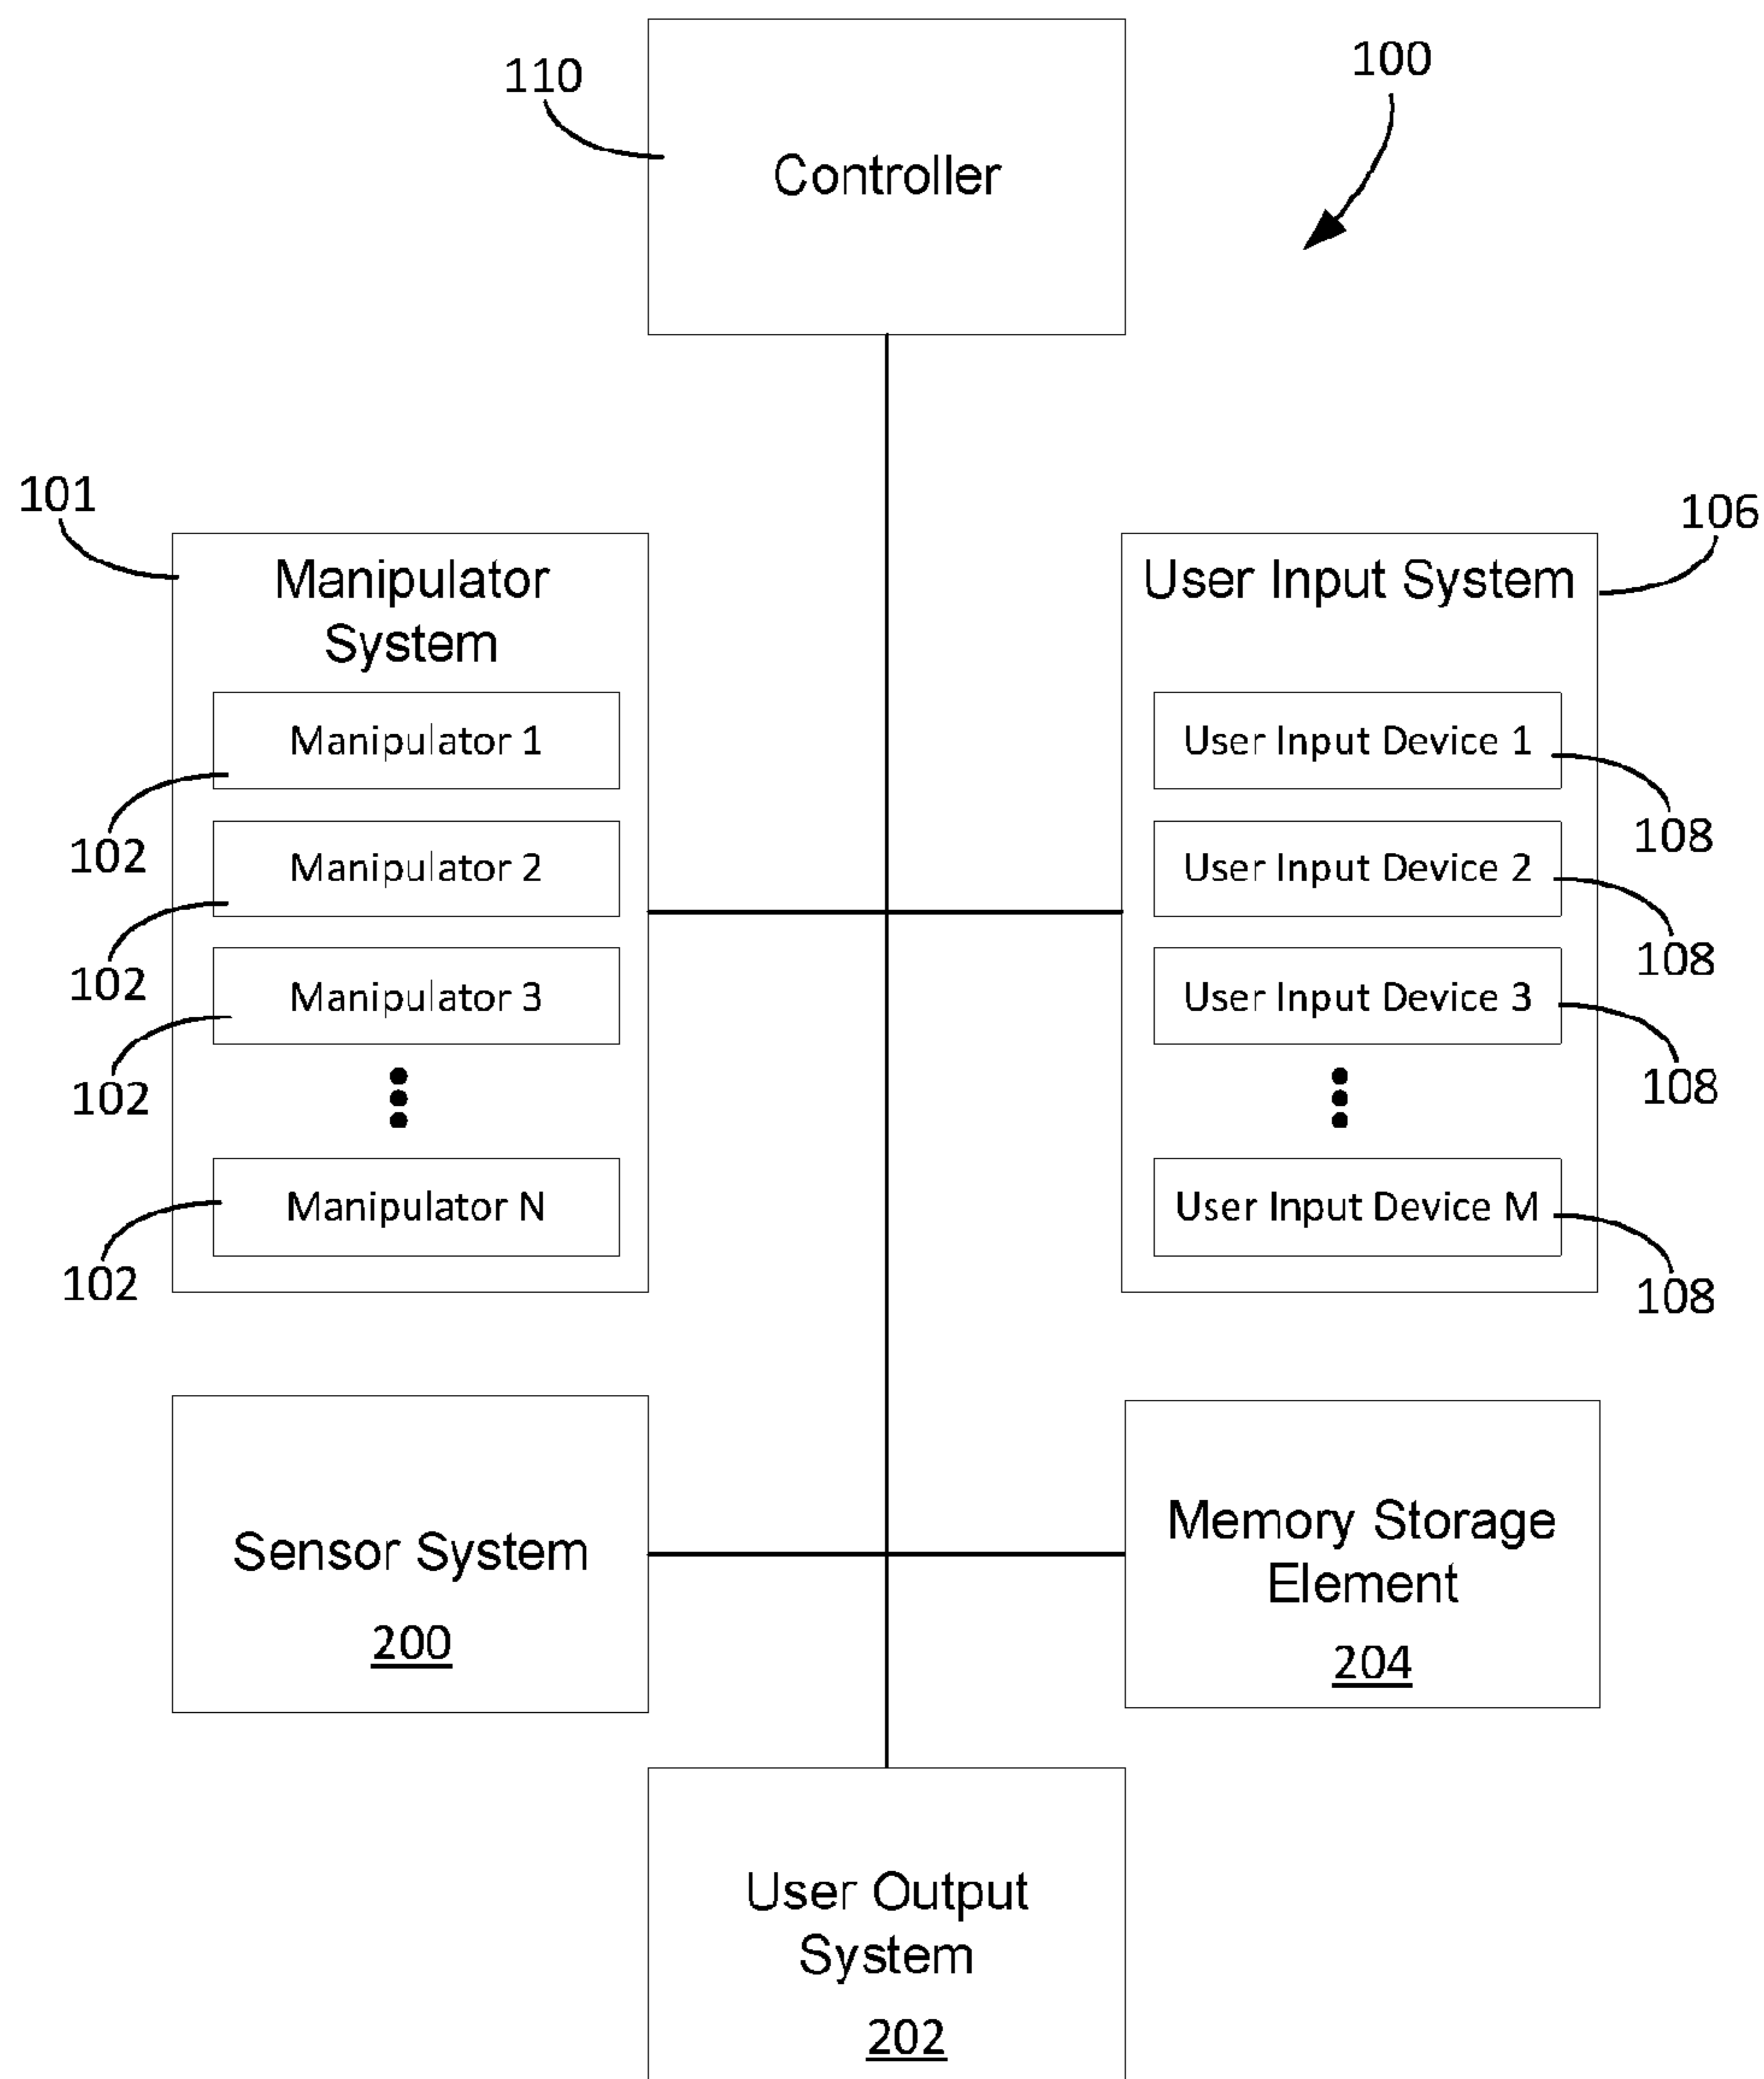 110
100
Controller
101
106
Manipulator
System
User Input System
Manipulator 1
User Input Device 1
102
108
Manipulator 2
User Input Device 2
102
108
Manipulator 3
User Input Device 3
102
108
Manipulator N
User Input Device M
102
108
Sensor System
200
Memory Storage
Element
204
User Output
System
202